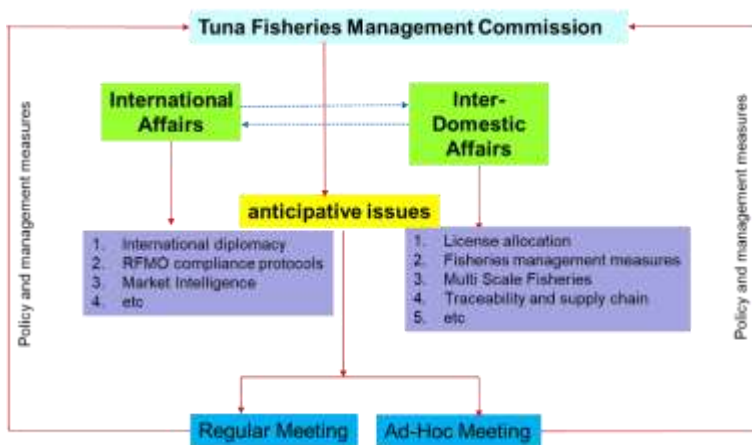 Tuna Fisheries Management Commission
International
Affairs
Inter-
Domestic
Affairs
anticipative issues
1. International diplomacy
2. RFMO compliance protocols
3. Market Intelligence
4. etc
1. License allocation
2. Fisheries management measures
3. Multi Scale Fisheries
4. Traceability and supply chain
5. etc
Policy and management measures
Policy and management measures
Regular Meeting
Ad-Hoc Meeting